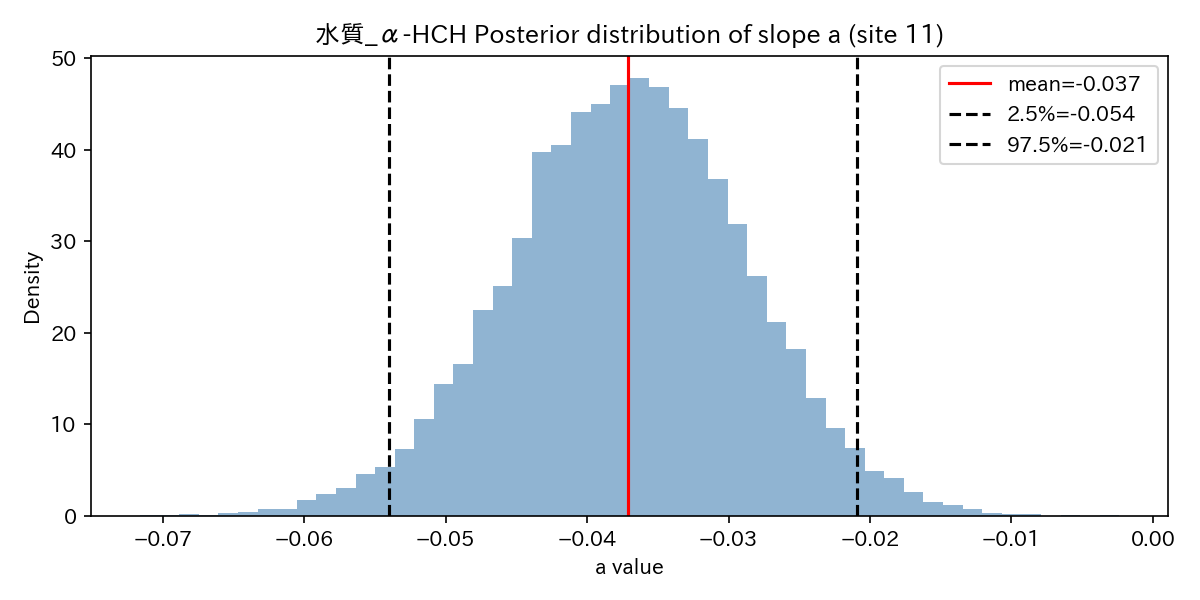 水質_α-HCH Posterior distribution of slope a (site 11)
mean=-0.037
2.5%=-0.054
97.5%=-0.021
Density
50
40
30
20
10
0
−0.07 −0.06 −0.05 −0.04 −0.03 −0.02 −0.01 0.00
a value